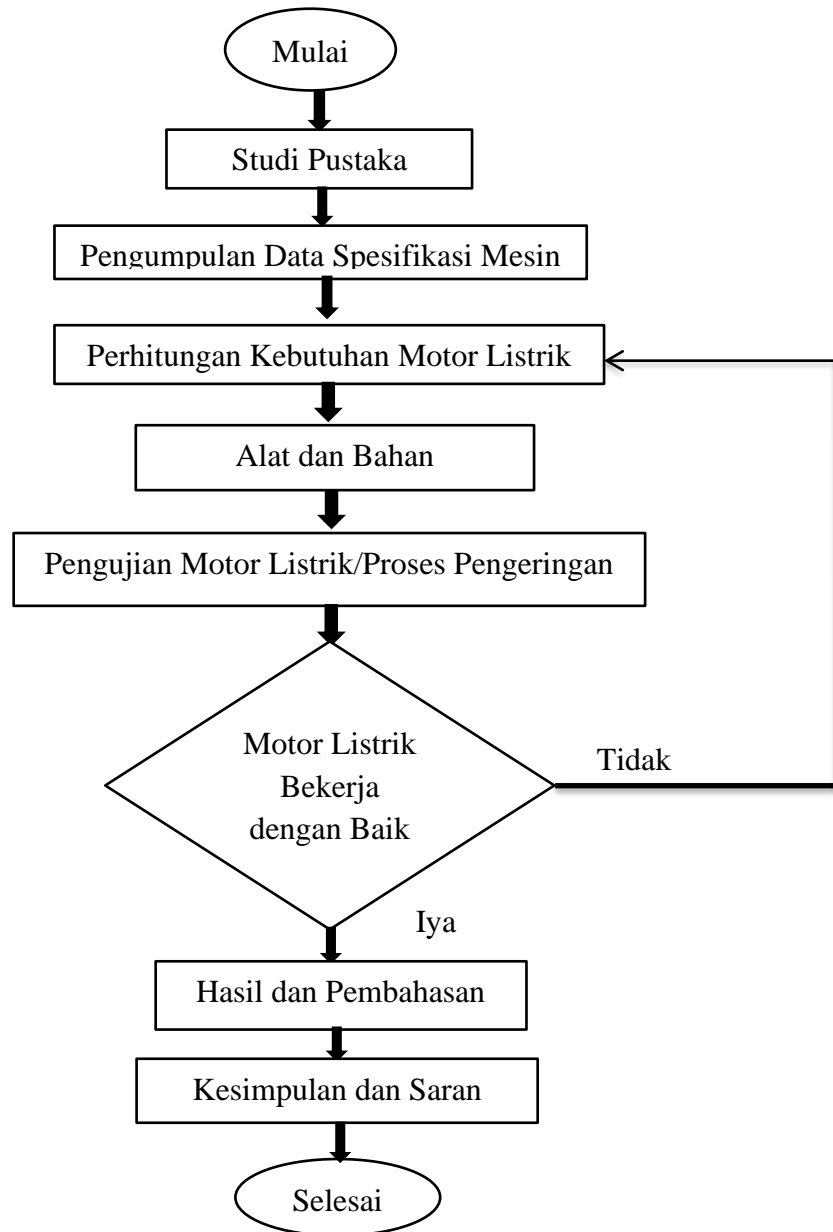 Mulai
Studi Pustaka
Pengumpulan Data Spesifikasi Mesin
Perhitungan Kebutuhan Motor Listrik
Alat dan Bahan
Pengujian Motor Listrik/Proses Pengeringan
Motor Listrik
Bekerja
dengan Baik
Tidak
Iya
Hasil dan Pembahasan
Kesimpulan dan Saran
Selesai